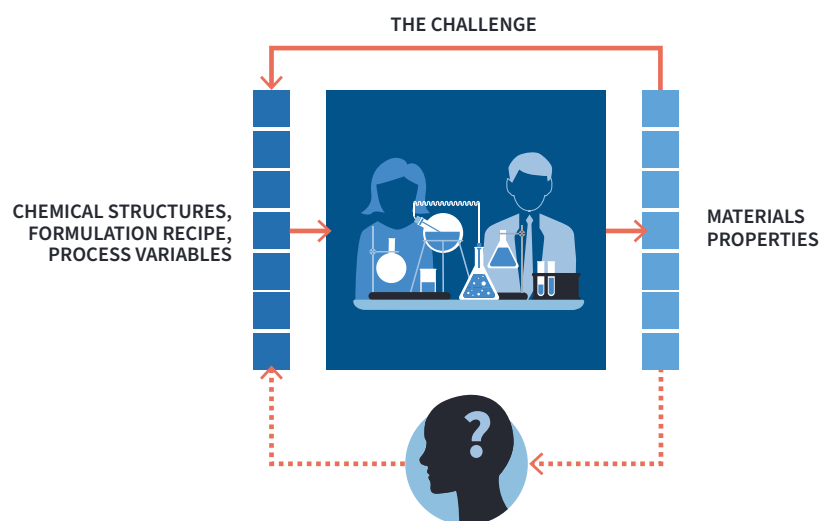 THE CHALLENGE
CHEMICAL STRUCTURES,
FORMULATION RECIPE,
PROCESS VARIABLES
MATERIALS
PROPERTIES
?